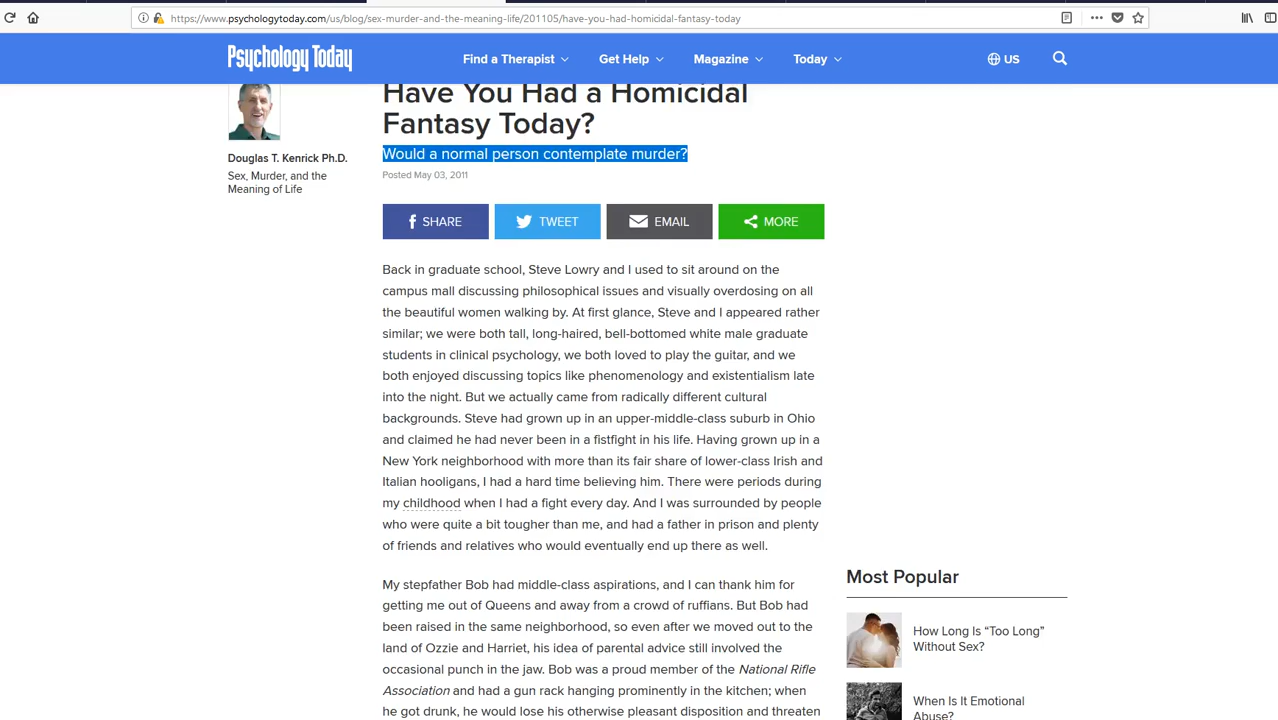 https://www.psychologytoday.com/us/blog/sex-murder-and-the-meaning-life/201105/have-you-had-homicidal-fantasy-today
Psychology Today
Find a Therapist
Get Help
Magazine
Today
US
Have You Had a Homicidal
Fantasy Today?
Would a normal person contemplate murder?
Posted May 03, 2011
Douglas T. Kenrick Ph.D.
Sex, Murder, and the
Meaning of Life
SHARE
TWEET
EMAIL
MORE
Back in graduate school, Steve Lowry and I used to sit around on the
campus mall discussing philosophical issues and visually overdosing on all
the beautiful women walking by. At first glance, Steve and I appeared rather
similar; we were both tall, long-haired, bell-bottomed white male graduate
students in clinical psychology, we both loved to play the guitar, and we
both enjoyed discussing topics like phenomenology and existentialism late
into the night. But we actually came from radically different cultural
backgrounds. Steve had grown up in an upper-middle-class suburb in Ohio
and claimed he had never been in a fistfight in his life. Having grown up in a
New York neighborhood with more than its fair share of lower-class Irish and
Italian hooligans, I had a hard time believing him. There were periods during
my childhood when I had a fight every day. And I was surrounded by people
who were quite a bit tougher than me, and had a father in prison and plenty
of friends and relatives who would eventually end up there as well.
My stepfather Bob had middle-class aspirations, and I can thank him for
getting me out of Queens and away from a crowd of ruffians. But Bob had
been raised in the same neighborhood, so even after we moved out to the
land of Ozzie and Harriet, his idea of parental advice still involved the
occasional punch in the jaw. Bob was a proud member of the National Rifle
Association and had a gun rack hanging prominently in the kitchen; when
he got drunk, he would lose his otherwise pleasant disposition and threaten
Most Popular
How Long Is “Too Long”
Without Sex?
When Is It Emotional
Abuse?